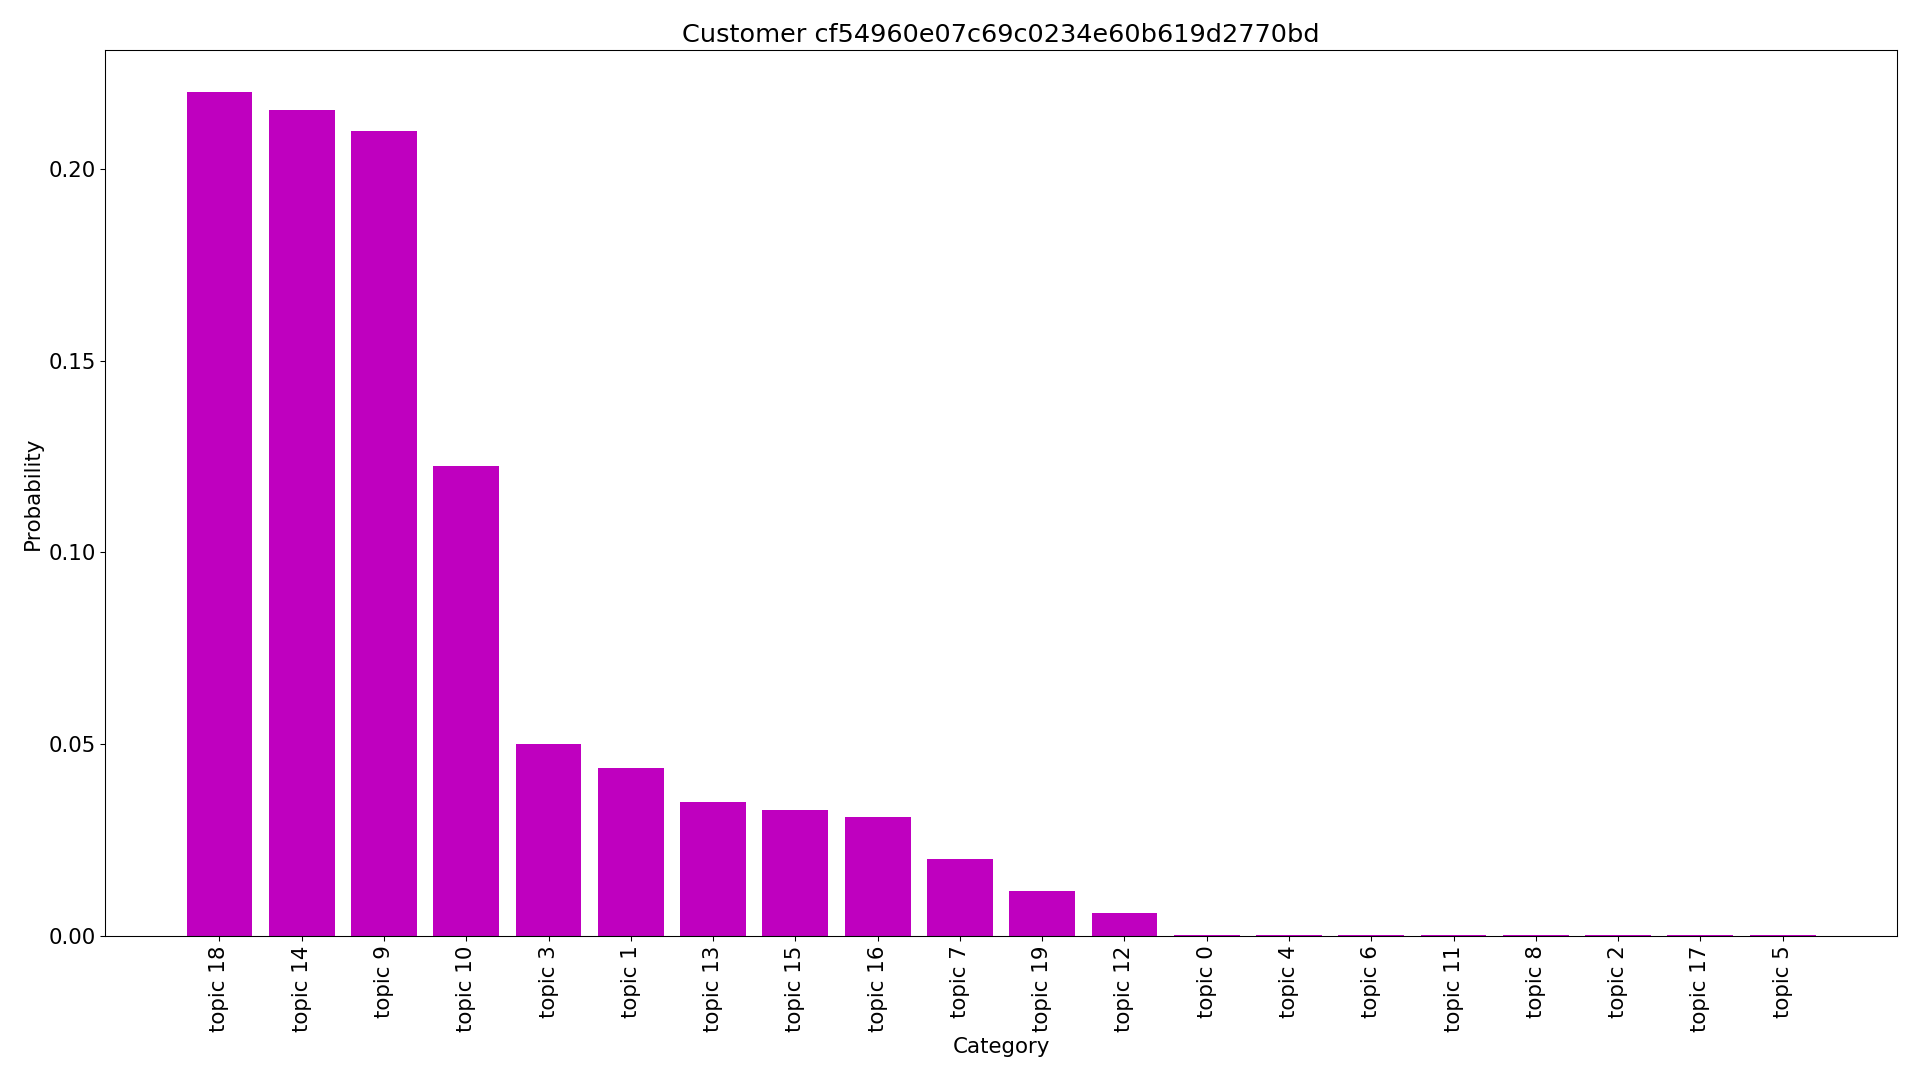 Customer cf54960e07c69c0234e60b619d2770bd
Probability
0.20
0.15
0.10
0.05
0.00
topic 18
topic 14
topic 9
topic 10
topic 3
topic 1
topic 13
topic 15
topic 16
topic 7
topic 19
topic 12
topic 0
topic 4
topic 6
topic 11
topic 8
topic 2
topic 17
topic 5
Category